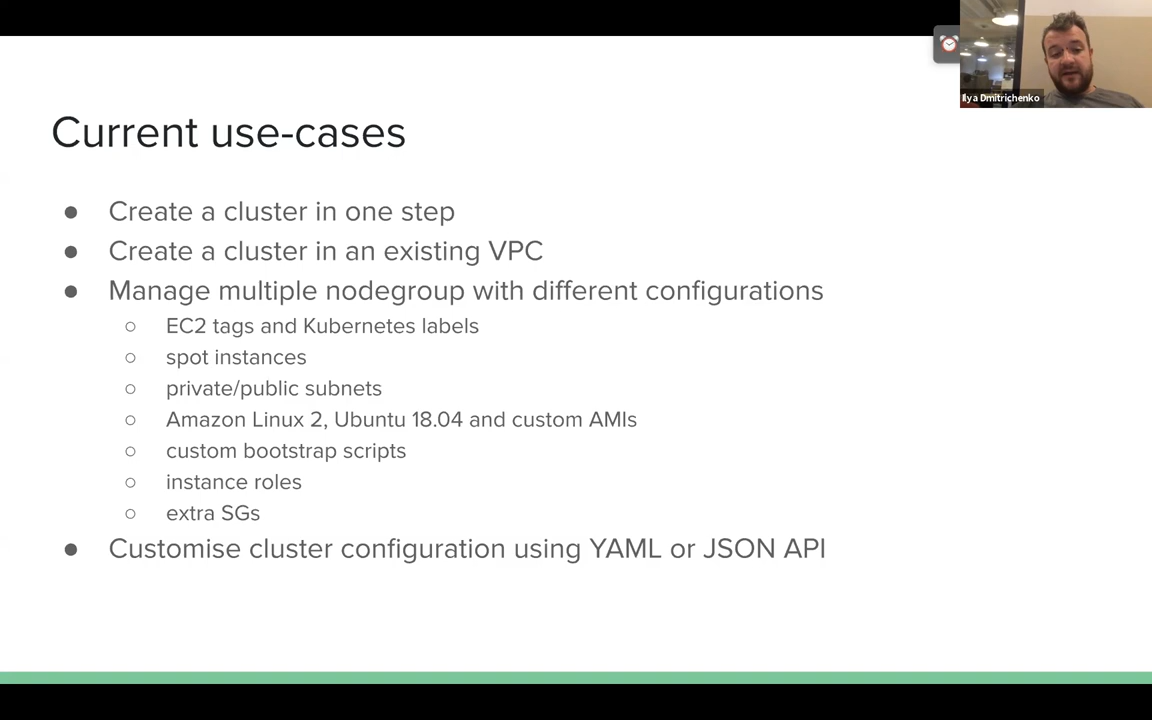 Ilya Dmitrichenko
Current use-cases
● Create a cluster in one step
● Create a cluster in an existing VPC
● Manage multiple nodegroup with different configurations
○ EC2 tags and Kubernetes labels
○ spot instances
○ private/public subnets
○ Amazon Linux 2, Ubuntu 18.04 and custom AMIs
○ custom bootstrap scripts
○ instance roles
○ extra SGs
● Customise cluster configuration using YAML or JSON API